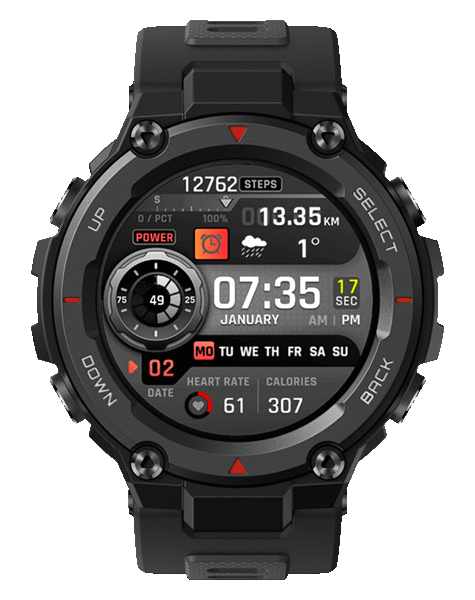 UP
SELECT
12762 STEPS
S
0 / PCT 100%
013.35 KM
POWER
1°
75 49 25
07:35 17 SEC
JANUARY AM | PM
MO TU WE TH FR SA SU
02
DATE
HEART RATE CALORIES
61 307
DOWN
BACK